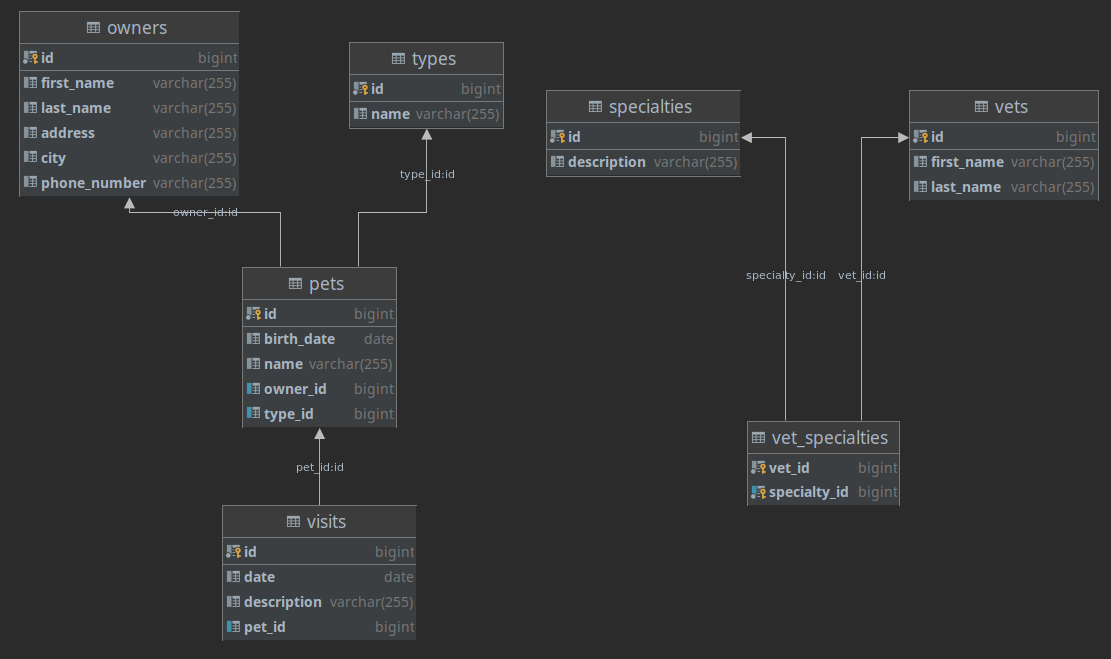 owners
id bigint
first_name varchar(255)
last_name varchar(255)
address varchar(255)
city varchar(255)
phone_number varchar(255)
types
id bigint
name varchar(255)
specialties
id bigint
description varchar(255)
vets
id bigint
first_name varchar(255)
last_name varchar(255)
type_id:id
owner_id:id
pets
id bigint
birth_date date
name varchar(255)
owner_id bigint
type_id bigint
specialty_id:id
vet_id:id
pet_id:id
vet_specialties
vet_id bigint
specialty_id bigint
visits
id bigint
date date
description varchar(255)
pet_id bigint